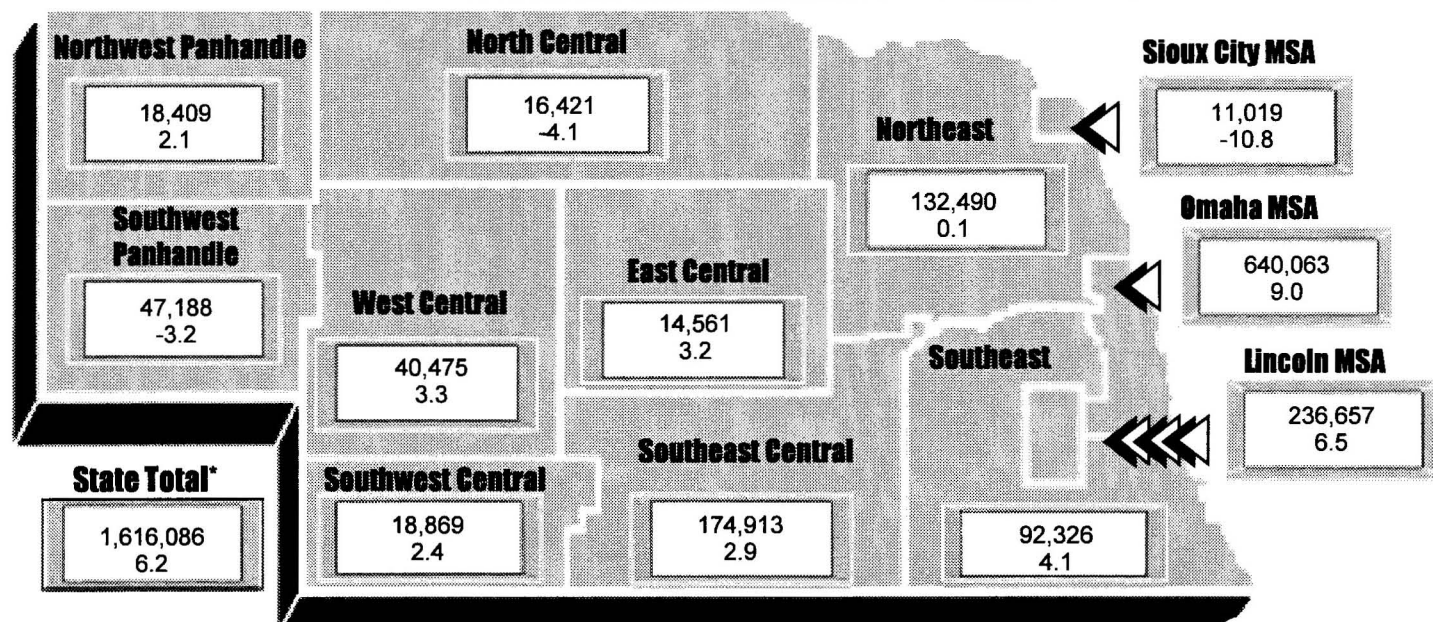 Northwest Panhandle
18,409
2.1
North Central
16,421
-4.1
Sioux City MSA
11,019
-10.8
Northeast
132,490
0.1
Southwest
Panhandle
47,188
-3.2
Omaha MSA
640,063
9.0
West Central
40,475
3.3
East Central
14,561
3.2
Southeast
92,326
4.1
Lincoln MSA
236,657
6.5
State Total*
1,616,086
6.2
Southwest Central
18,869
2.4
Southeast Central
174,913
2.9